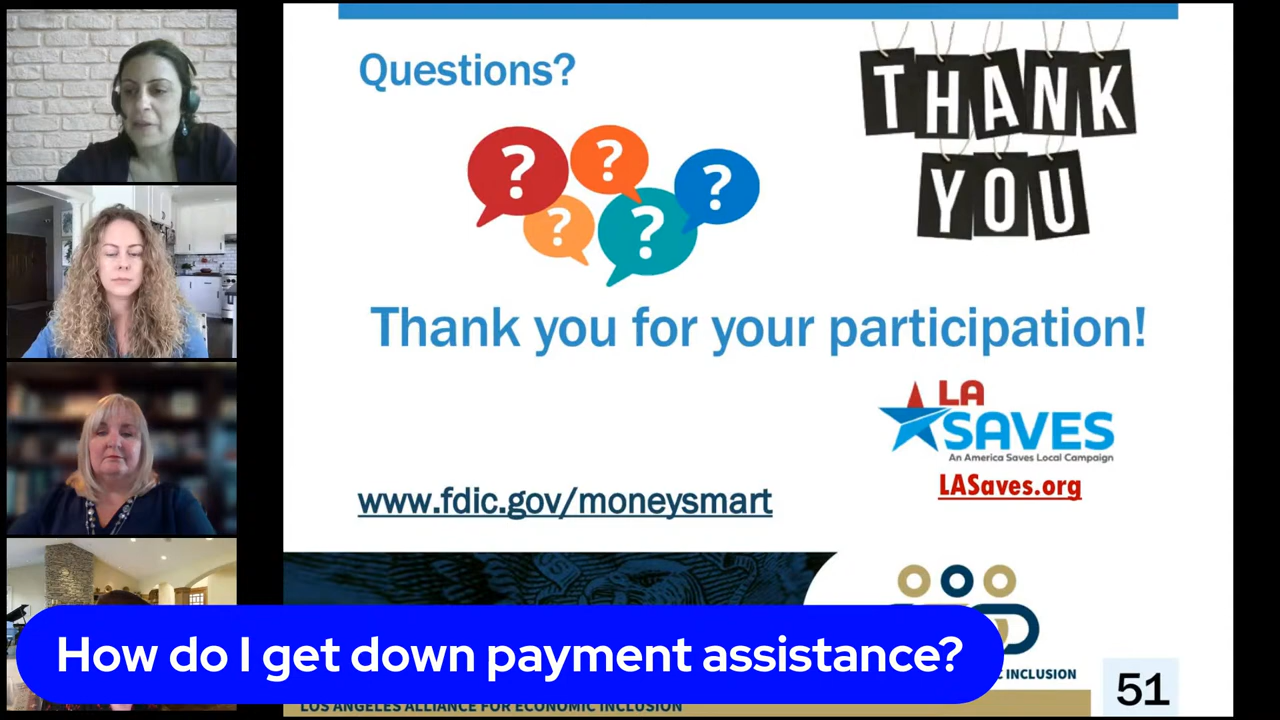 Questions?
THANK
YOU
? ? ? ? ?
Thank you for your participation!
LA
SAVES
An America Saves Local Campaign
LASaves.org
www.fdic.gov/moneysmart
How do I get down payment assistance?
INCLUSION
LOS ANGELES ALLIANCE FOR ECONOMIC INCLUSION
51